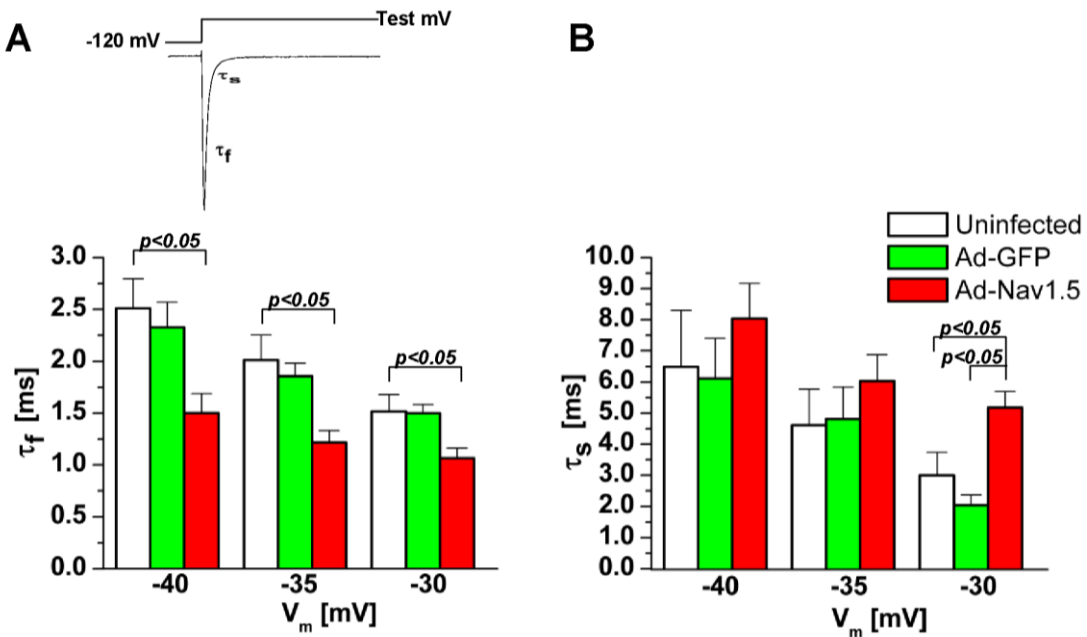 A
-120 mV
Test mV
τs
τf
p<0.05
p<0.05
p<0.05
3.0
2.5
2.0
1.5
1.0
0.5
0.0
τf [ms]
-40
-35
-30
Vm [mV]
B
Uninfected
Ad-GFP
Ad-Nav1.5
p<0.05
p<0.05
10.0
9.0
8.0
7.0
6.0
5.0
4.0
3.0
2.0
1.0
0.0
τs [ms]
-40
-35
-30
Vm [mV]